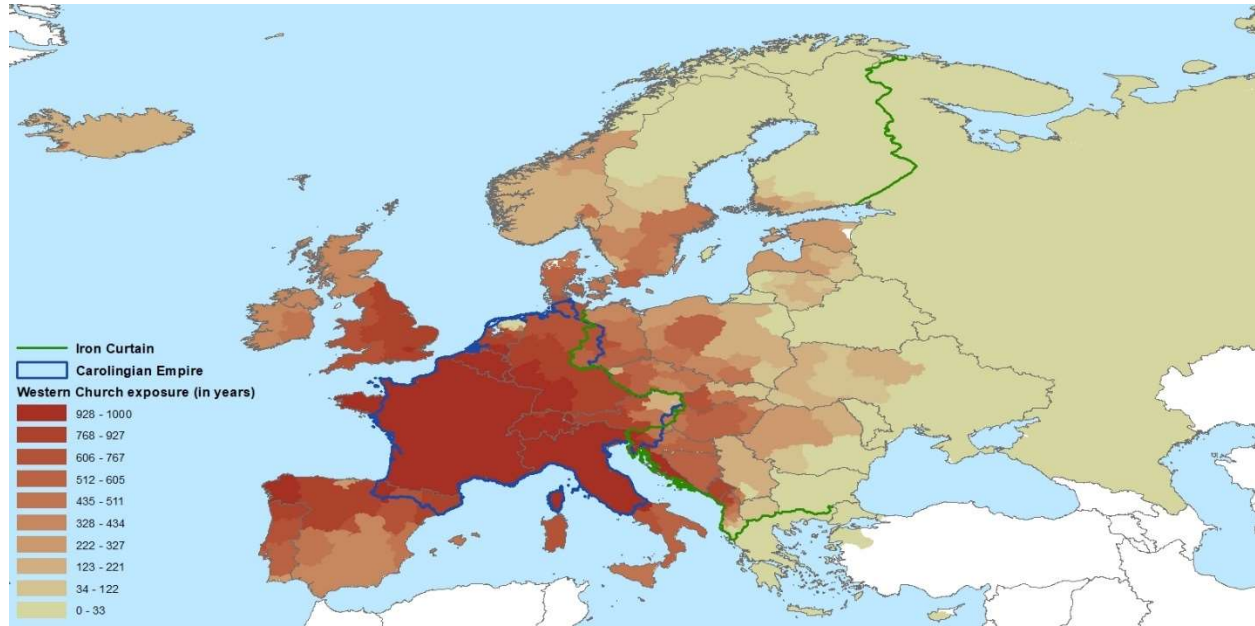 Iron Curtain
Carolingian Empire
Western Church exposure (in years)
928 - 1000
768 - 927
606 - 767
512 - 605
435 - 511
328 - 434
222 - 327
123 - 221
34 - 122
0 - 33